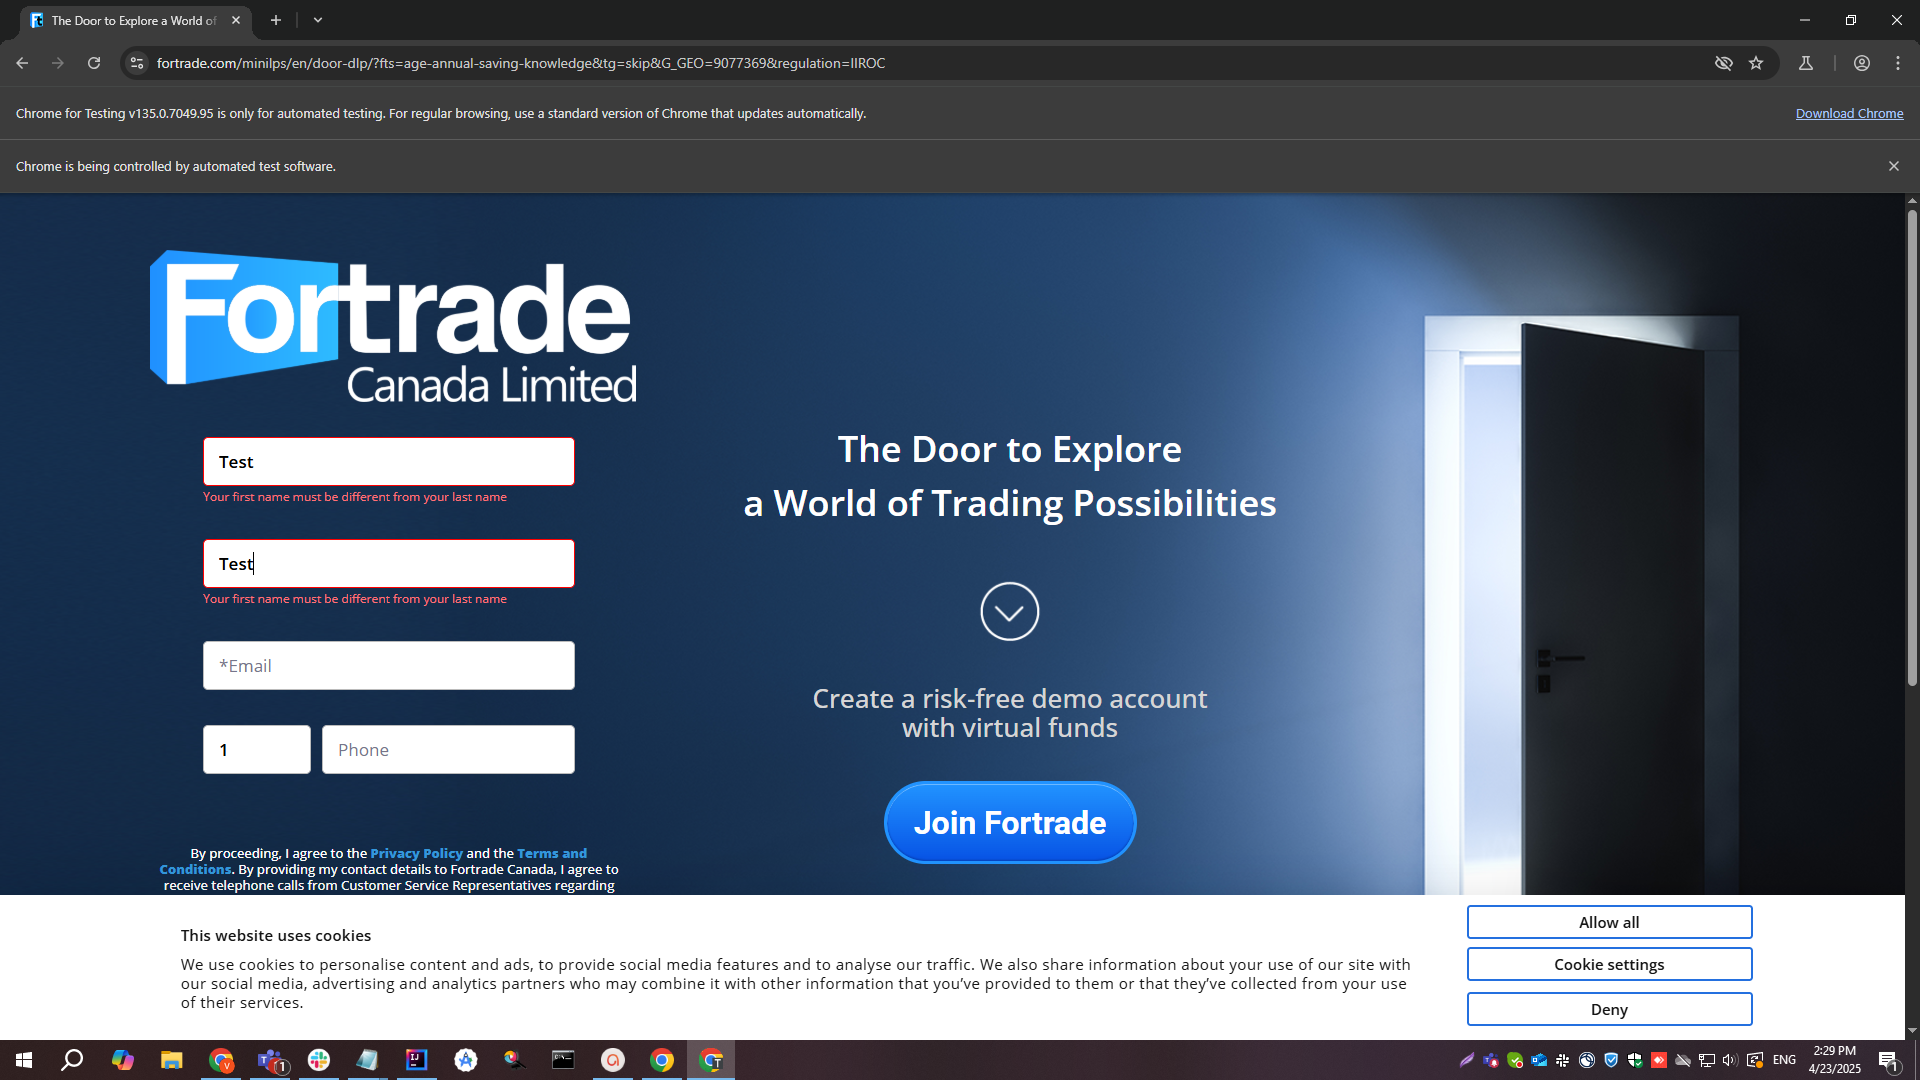 The Door to Explore a World of
fortrade.com/minilps/en/door-dlp/?fts=age-annual-saving-knowledge&tg=skip&G_GEO=9077369&regulation=IIROC
Chrome for Testing v135.0.7049.95 is only for automated testing. For regular browsing, use a standard version of Chrome that updates automatically.
Download Chrome
Chrome is being controlled by automated test software.
Fortrade
Canada Limited
Test
Your first name must be different from your last name
Test
Your first name must be different from your last name
*Email
1
Phone
By proceeding, I agree to the Privacy Policy and the Terms and
Conditions. By providing my contact details to Fortrade Canada, I agree to
receive telephone calls from Customer Service Representatives regarding
The Door to Explore
a World of Trading Possibilities
Create a risk-free demo account
with virtual funds
Join Fortrade
This website uses cookies
We use cookies to personalise content and ads, to provide social media features and to analyse our traffic. We also share information about your use of our site with
our social media, advertising and analytics partners who may combine it with other information that you've provided to them or that they've collected from your use
of their services.
Allow all
Cookie settings
Deny
ENG
2:29 PM
4/23/2025